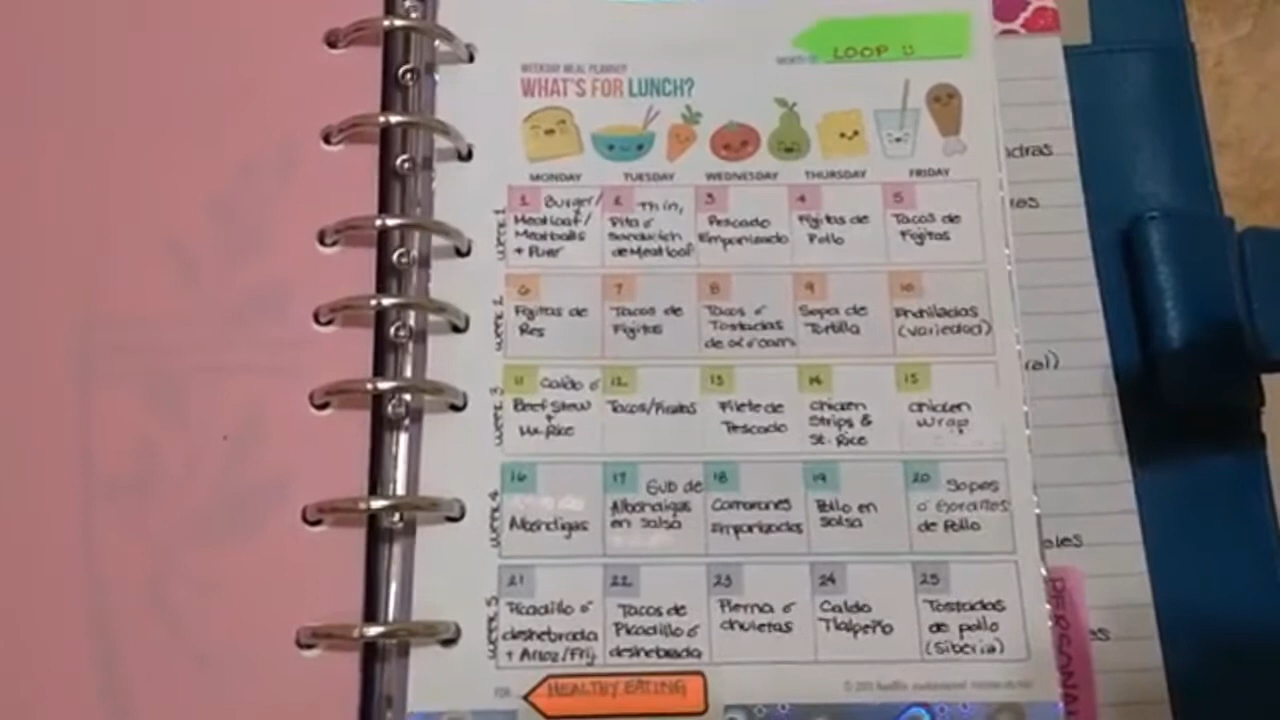 LOOP
WEEKDAY MEAL PLANNER
WHAT'S FOR LUNCH?
MONDAY TUESDAY WEDNESDAY THURSDAY FRIDAY
WEEK 1
1 Burger/
Meatloaf/
Meatballs
+ Puer
2 Thin,
Pita ó
Sandwich
de Meatloaf
3
Pescado
Empanizado
4
Fajitas de
Pollo
5
Tacos de
Fajitas
WEEK 2
6
Fajitas de
Res
7
Tacos de
Fajitas
8
Tacos ó
Tostadas
9
Sopa de
Tortilla
10
Enchiladas
(variedad)
WEEK 3
11 Caldo ó
Beef Stew
+
Mx. Rice
12
Tacos/Piratas
13
Filete de
Pescado
14
Chicken
Strips &
St. Rice
15
Chicken
Wrap
WEEK 4
16
Albondigas
17 Sub de
Albondigas
en salsa
18
Camarones
Empanizados
19
Pollo en
Salsa
20 Sopes
o Gorditas
de Pollo
WEEK 5
21
Picadillo ó
deshebrada
+ Arroz/Frij.
22
Tacos de
Picadillo ó
deshebrada
23
Pierna ó
chuletas
24
Caldo
Tlalpeño
25
Tostadas
de pollo
(Siberia)
FOR
HEALTHY EATING
PERSONAL